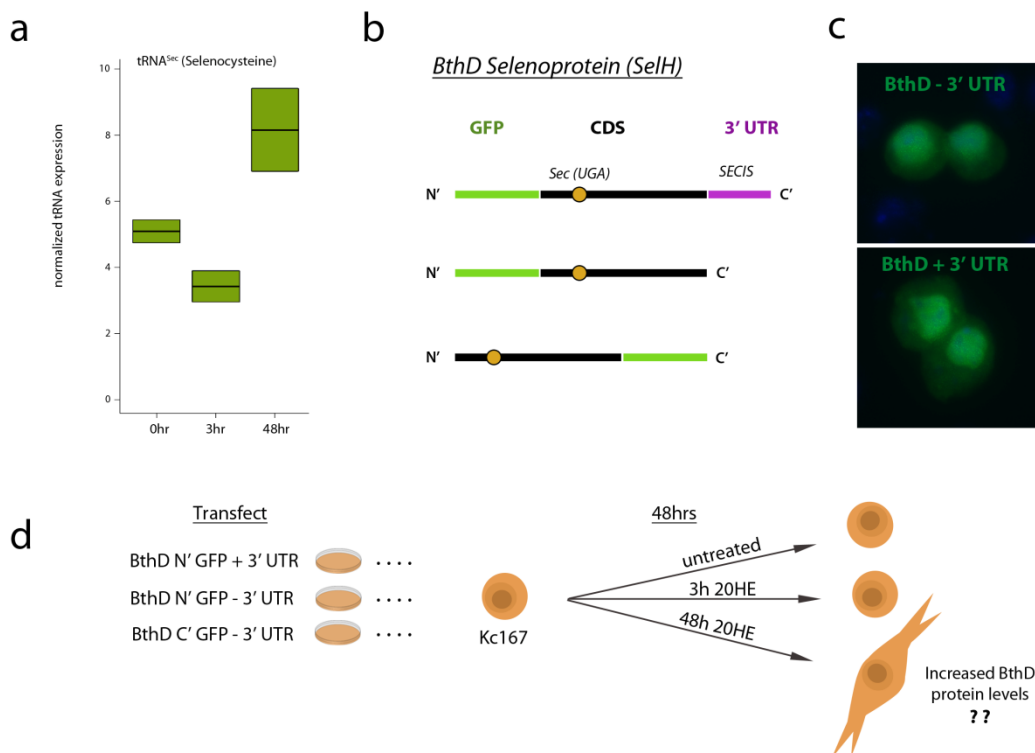 a
tRNASec (Selenocysteine)
normalized tRNA expression
10
8
6
4
2
0
0hr
3hr
48hr
b
BthD Selenoprotein (SelH)
GFP
CDS
3’ UTR
Sec (UGA)
SECIS
N’
C’
N’
C’
N’
C’
c
BthD - 3’ UTR
BthD + 3’ UTR
d
Transfect
BthD N’ GFP + 3’ UTR
BthD N’ GFP - 3’ UTR
BthD C’ GFP - 3’ UTR
Kc167
48hrs
untreated
3h 20HE
48h 20HE
Increased BthD
protein levels
? ?